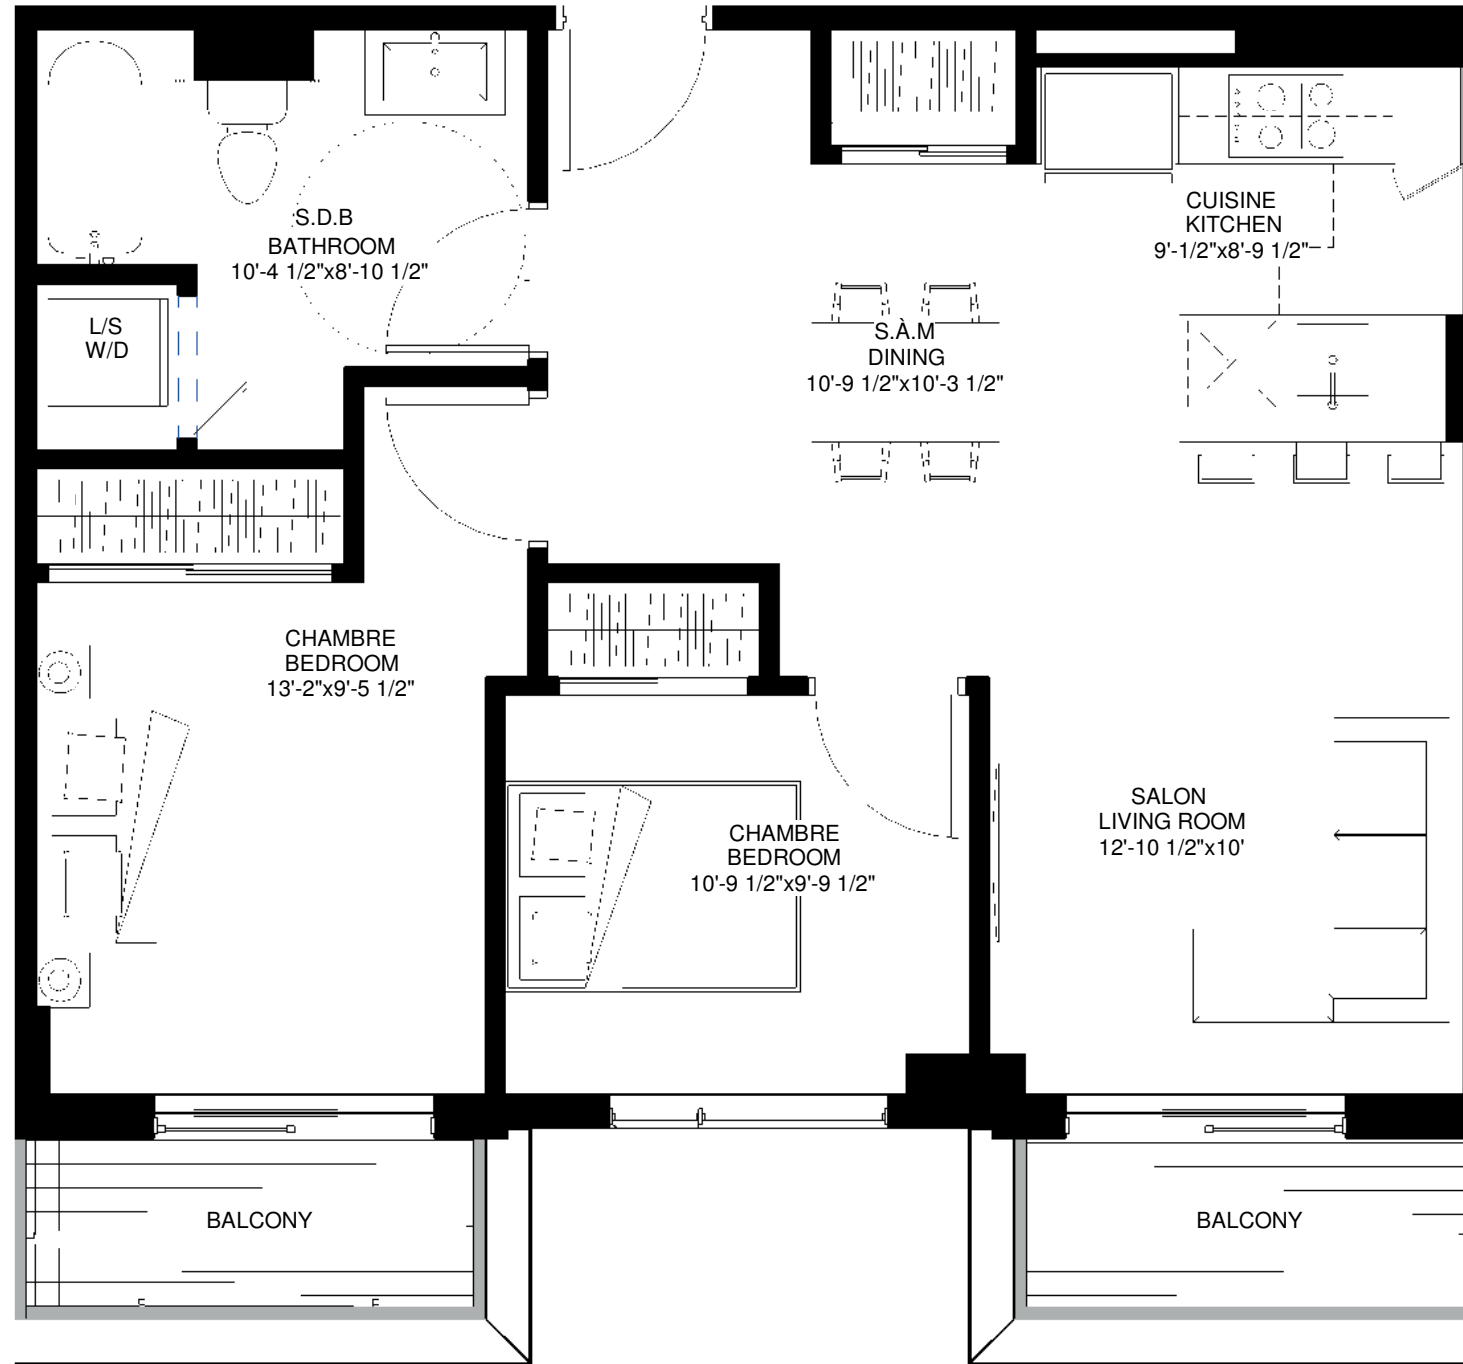 S.D.B
BATHROOM
10'-4 1/2"x8'-10 1/2"
CUISINE
KITCHEN
9'-1/2"x8'-9 1/2"
L/S
W/D
S.À.M
DINING
10'-9 1/2"x10'-3 1/2"
CHAMBRE
BEDROOM
13'-2"x9'-5 1/2"
CHAMBRE
BEDROOM
10'-9 1/2"x9'-9 1/2"
SALON
LIVING ROOM
12'-10 1/2"x10'
BALCONY
BALCONY